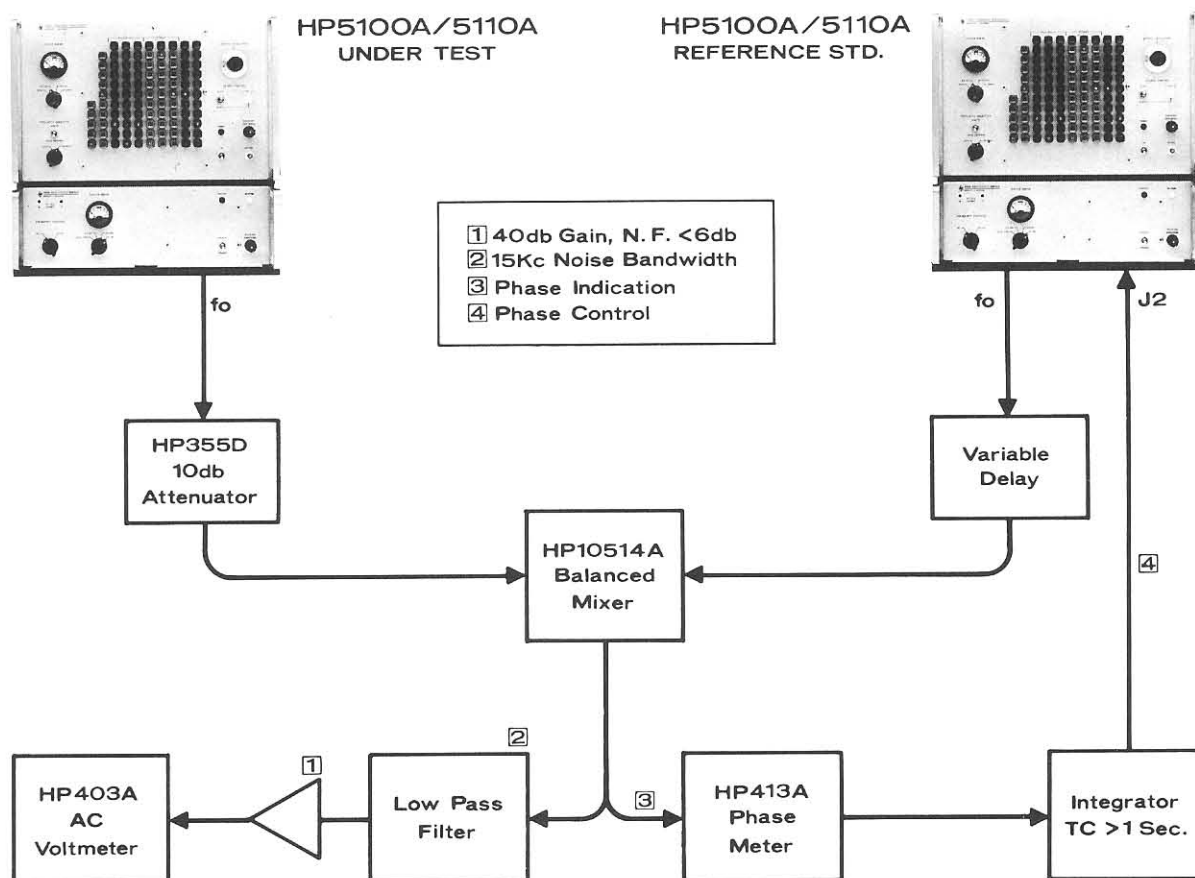 HP5100A/5110A
UNDER TEST
HP5100A/5110A
REFERENCE STD.
1 40db Gain, N. F. <6db
2 15Kc Noise Bandwidth
3 Phase Indication
4 Phase Control
fo
fo
J2
HP355D
10db
Attenuator
Variable
Delay
HP10514A
Balanced
Mixer
4
2
1
3
HP403A
AC
Voltmeter
Low Pass
Filter
HP413A
Phase
Meter
Integrator
TC >1 Sec.